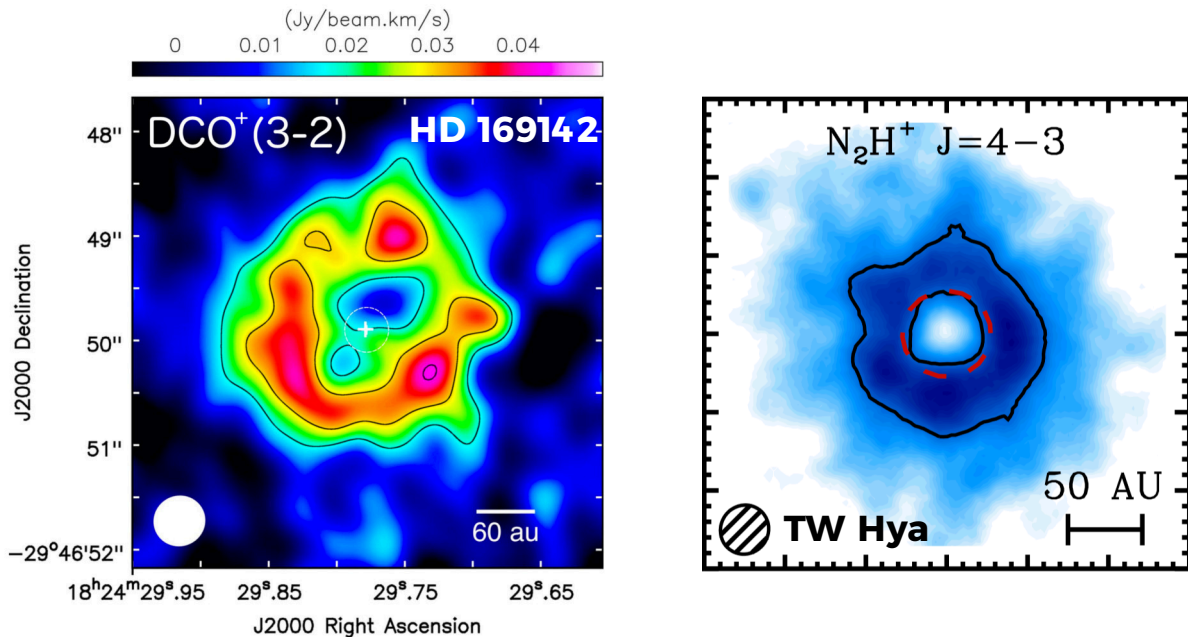 (Jy/beam.km/s)
0 0.01 0.02 0.03 0.04
DCO⁺(3-2) HD 169142
48"
49"
50"
51"
−29°46'52"
J2000 Declination
60 au
18ʰ24ᵐ29ˢ.95 29ˢ.85 29ˢ.75 29ˢ.65
J2000 Right Ascension
N₂H⁺ J=4−3
50 AU
TW Hya